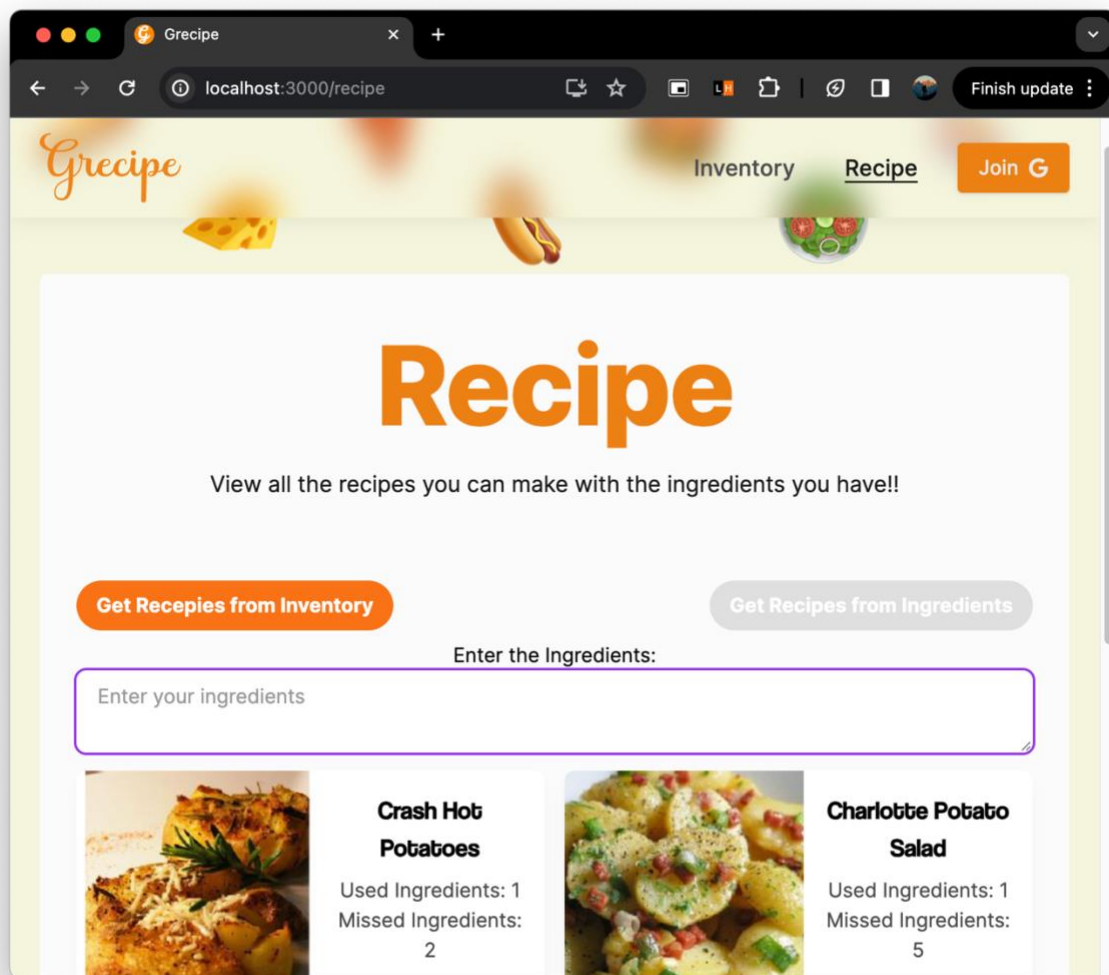 Grecipe
localhost:3000/recipe
LH
Finish update
Grecipe
Inventory
Recipe
Join G
Recipe
View all the recipes you can make with the ingredients you have!!
Get Recepies from Inventory
Get Recipes from Ingredients
Enter the Ingredients:
Enter your ingredients
Crash Hot
Potatoes
Used Ingredients: 1
Missed Ingredients:
2
Charlotte Potato
Salad
Used Ingredients: 1
Missed Ingredients:
5